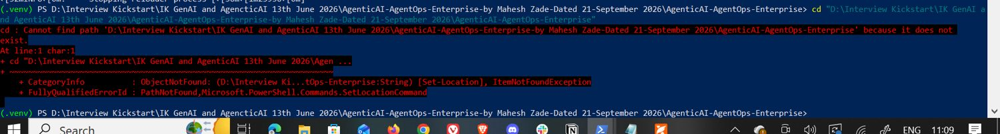 (.venv) PS D:\Interview Kickstart\IK GenAI and AgenticAI 13th June 2026\AgenticAI-AgentOps-Enterprise-by Mahesh Zade-Dated 21-September 2026\AgenticAI-AgentOps-Enterprise> cd "D:\Interview Kickstart\IK GenAI a
nd AgenticAI 13th June 2026\AgenticAI-AgentOps-Enterprise-by Mahesh Zade-Dated 21-September 2026\AgenticAI-AgentOps-Enterprise"
cd : Cannot find path 'D:\Interview Kickstart\IK GenAI and AgenticAI 13th June 2026\AgenticAI-AgentOps-Enterprise-by Mahesh Zade-Dated 21-September 2026\AgenticAI-AgentOps-Enterprise' because it does not
exist.
At line:1 char:1
+ cd "D:\Interview Kickstart\IK GenAI and AgenticAI 13th June 2026\Agen ...
+ ~~~~~~~~~~~~~~~~~~~~~~~~~~~~~~~~~~~~~~~~~~~~~~~~~~~~~~~~~~~~~~~~~
+ CategoryInfo          : ObjectNotFound: (D:\Interview Ki...tOps-Enterprise:String) [Set-Location], ItemNotFoundException
+ FullyQualifiedErrorId : PathNotFound,Microsoft.PowerShell.Commands.SetLocationCommand
(.venv) PS D:\Interview Kickstart\IK GenAI and AgenticAI 13th June 2026\AgenticAI-AgentOps-Enterprise-by Mahesh Zade-Dated 21-September 2026\AgenticAI-AgentOps-Enterprise>
Search ENG 11:09